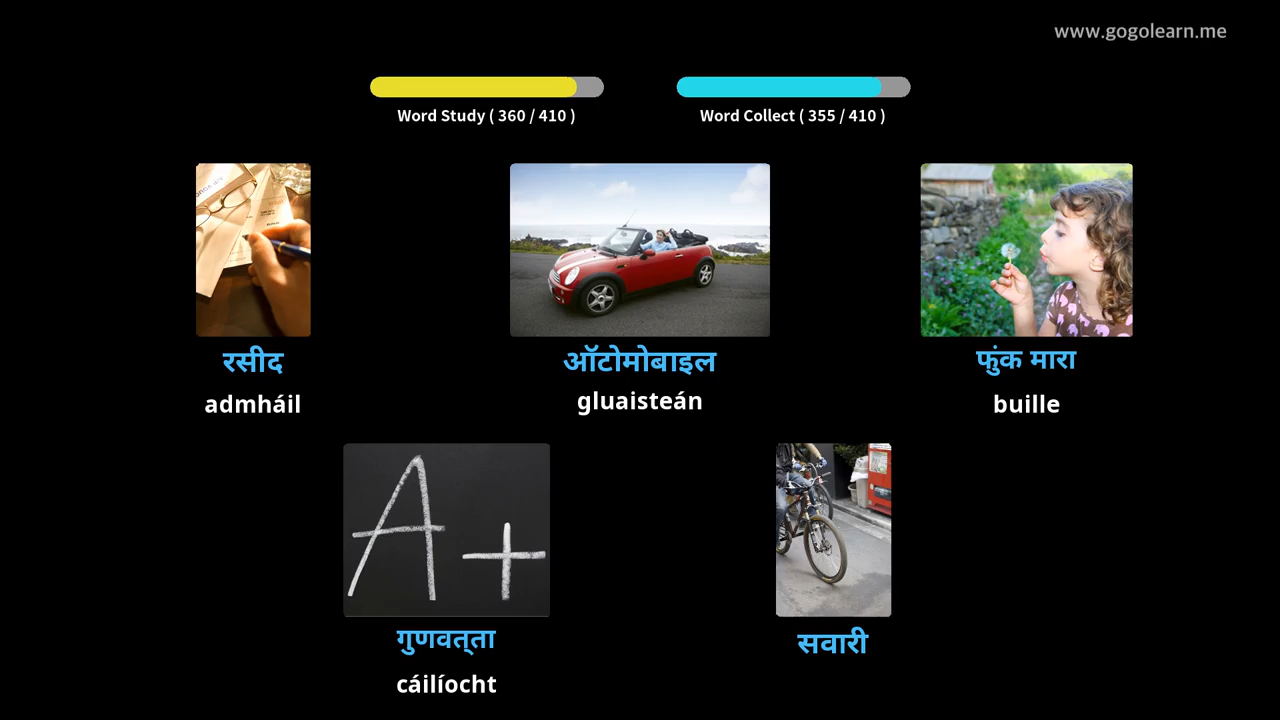 www.gogolearn.me
Word Study ( 360 / 410 )
Word Collect ( 355 / 410 )
रसीद
admháil
ऑटोमोबाइल
gluaisteán
फुंक मारा
buille
A+
गुणवत्ता
cáilíocht
सवारी